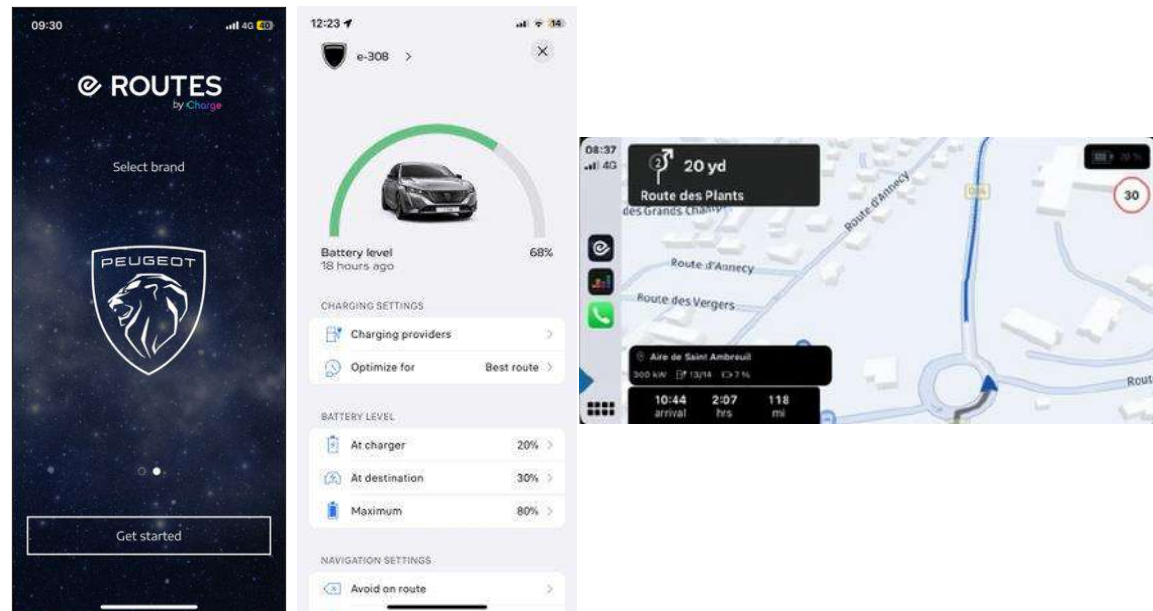 09:30
4G 40
ROUTES
by Charge
Select brand
PEUGEOT
Get started
12:23
14
e-308 >
Battery level 68%
18 hours ago
CHARGING SETTINGS
Charging providers >
Optimize for Best route >
BATTERY LEVEL
At charger 20% >
At destination 30% >
Maximum 80% >
NAVIGATION SETTINGS
Avoid on route >
08:37
4G
2 20 yd
Route des Plants
20 %
30
des Grands
Route d'Annecy
Route d'Annecy
Route des Vergers
Aire de Saint Ambreuil
300 kW 13/14 7 %
10:44 2:07 118
arrival hrs mi
Rout